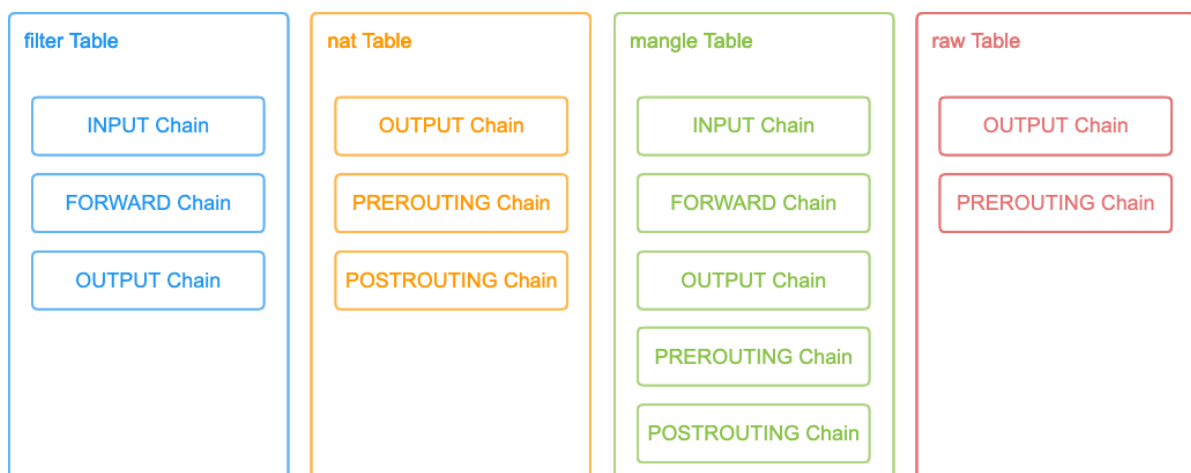 filter Table
INPUT Chain
FORWARD Chain
OUTPUT Chain
nat Table
OUTPUT Chain
PREROUTING Chain
POSTROUTING Chain
mangle Table
INPUT Chain
FORWARD Chain
OUTPUT Chain
PREROUTING Chain
POSTROUTING Chain
raw Table
OUTPUT Chain
PREROUTING Chain